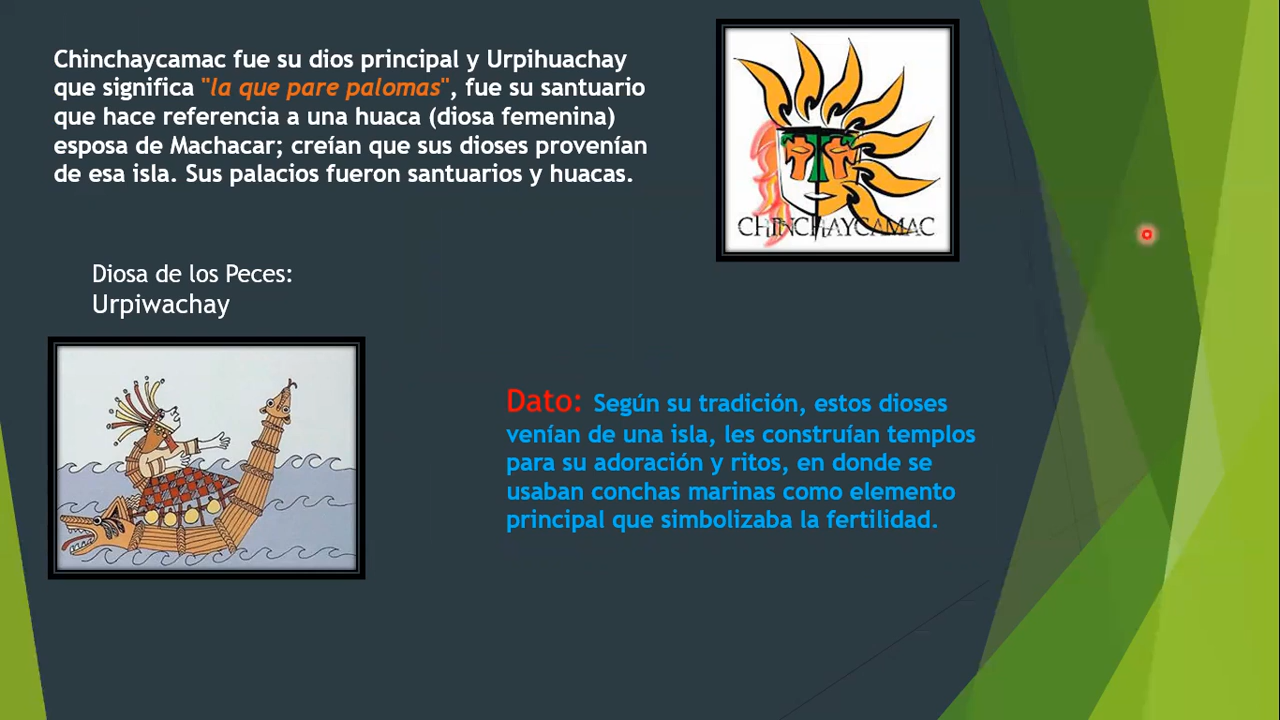 Chinchaycamac fue su dios principal y Urpihuachay
que significa "la que pare palomas", fue su santuario
que hace referencia a una huaca (diosa femenina)
esposa de Machacar; creían que sus dioses provenían
de esa isla. Sus palacios fueron santuarios y huacas.
CHINCHAYCAMAC
Diosa de los Peces:
Urpiwachay
Dato: Según su tradición, estos dioses
venían de una isla, les construían templos
para su adoración y ritos, en donde se
usaban conchas marinas como elemento
principal que simbolizaba la fertilidad.